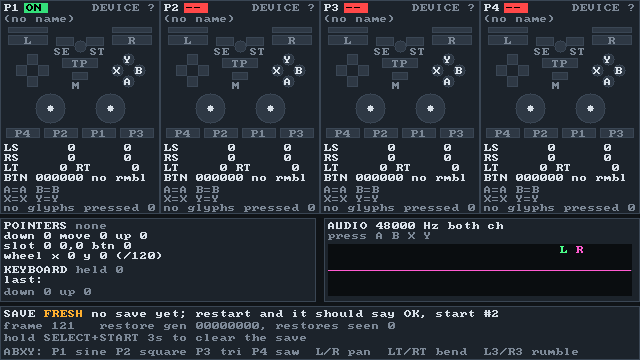 P1 ON DEVICE ?
(no name)
L R
SE ST
TP
M
Y
X B
A
P4 P2 P1 P3
LS 0 0
RS 0 0
LT 0 RT 0
BTN 000000 no rmbl
A=A B=B
X=X Y=Y
no glyphs pressed 0
P2 -- DEVICE ?
(no name)
L R
SE ST
TP
M
Y
X B
A
P4 P2 P1 P3
LS 0 0
RS 0 0
LT 0 RT 0
BTN 000000 no rmbl
A=A B=B
X=X Y=Y
no glyphs pressed 0
P3 -- DEVICE ?
(no name)
L R
SE ST
TP
M
Y
X B
A
P4 P2 P1 P3
LS 0 0
RS 0 0
LT 0 RT 0
BTN 000000 no rmbl
A=A B=B
X=X Y=Y
no glyphs pressed 0
P4 -- DEVICE ?
(no name)
L R
SE ST
TP
M
Y
X B
A
P4 P2 P1 P3
LS 0 0
RS 0 0
LT 0 RT 0
BTN 000000 no rmbl
A=A B=B
X=X Y=Y
no glyphs pressed 0
POINTERS none
down 0 move 0 up 0
slot 0 0,0 btn 0
wheel x 0 y 0 (/120)
KEYBOARD held 0
last:
down 0 up 0
AUDIO 48000 Hz both ch
press A B X Y
L R
SAVE FRESH no save yet; restart and it should say OK, start #2
frame 121 restore gen 00000000, restores seen 0
hold SELECT+START 3s to clear the save
ABXY: P1 sine P2 square P3 tri P4 saw L/R pan LT/RT bend L3/R3 rumble